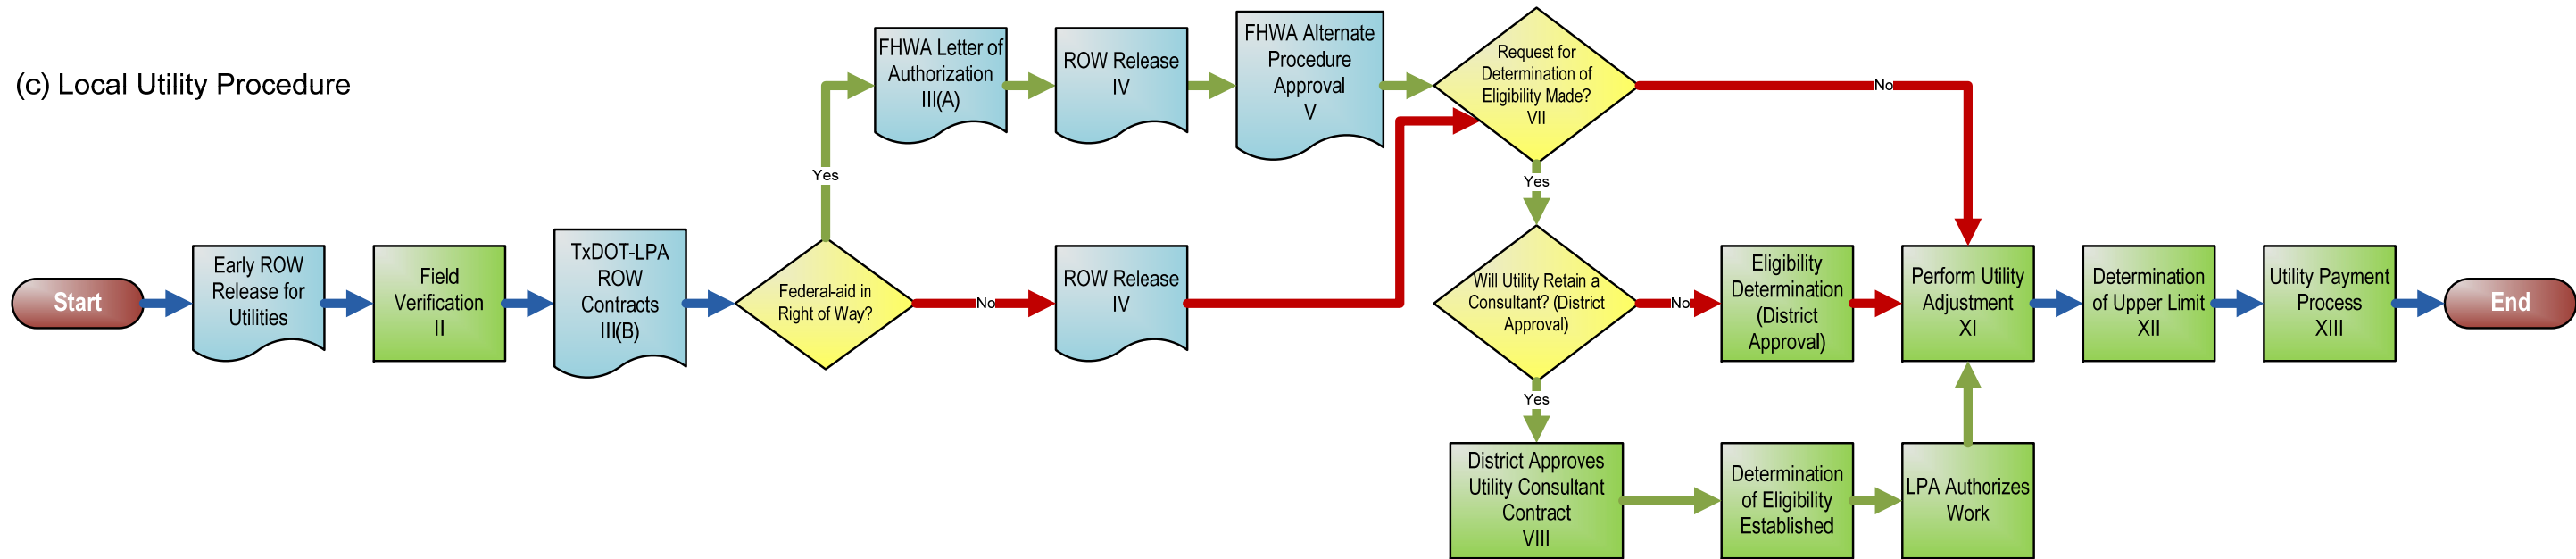 (c) Local Utility Procedure
Start
Early ROW
Release for
Utilities
Field
Verification
II
TxDOT-LPA
ROW
Contracts
III(B)
Federal-aid in
Right of Way?
Yes
FHWA Letter of
Authorization
III(A)
ROW Release
IV
FHWA Alternate
Procedure
Approval
V
No
ROW Release
IV
Request for
Determination of
Eligibility Made?
VII
No
Yes
Will Utility Retain a
Consultant? (District
Approval)
No
Eligibility
Determination
(District
Approval)
Yes
District Approves
Utility Consultant
Contract
VIII
Determination
of Eligibility
Established
LPA Authorizes
Work
Perform Utility
Adjustment
XI
Determination
of Upper Limit
XII
Utility Payment
Process
XIII
End